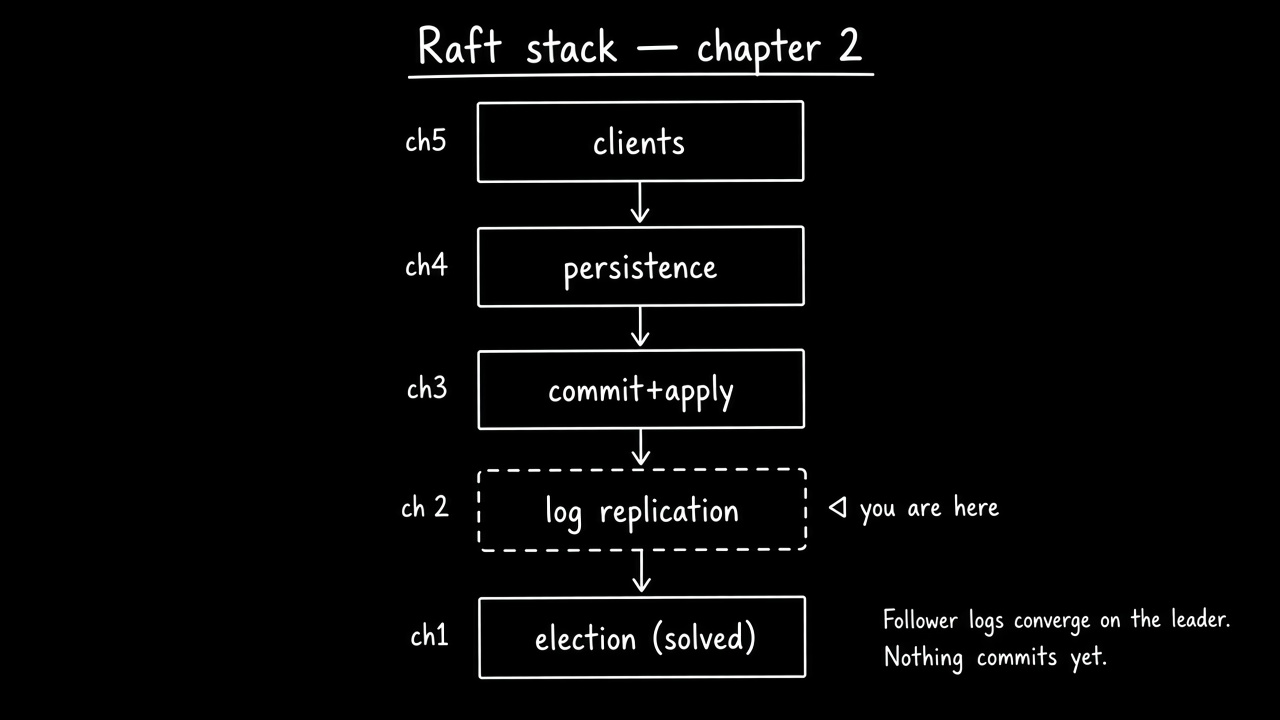 Raft stack — chapter 2
ch5
clients
ch4
persistence
ch3
commit+apply
ch 2
log replication
you are here
ch1
election (solved)
Follower logs converge on the leader.
Nothing commits yet.